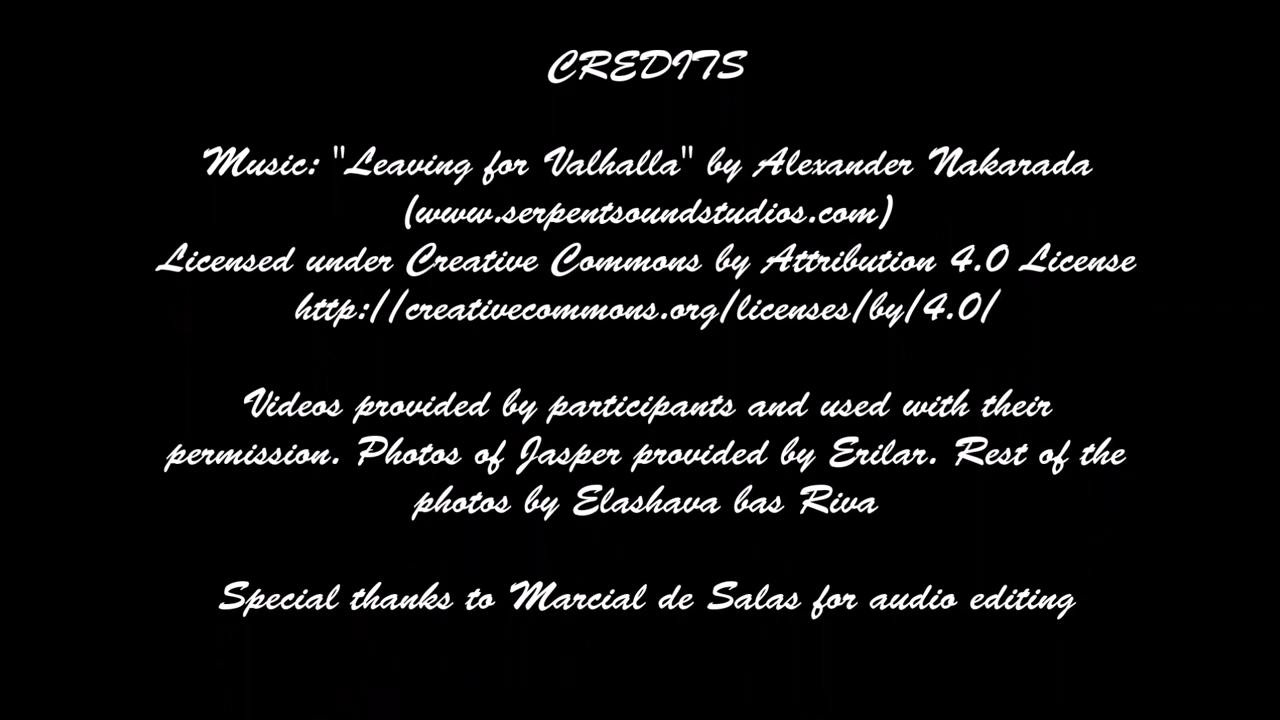 CREDITS
Music: "Leaving for Valhalla" by Alexander Nakarada
(www.serpentsoundstudios.com)
Licensed under Creative Commons by Attribution 4.0 License
http://creativecommons.org/licenses/by/4.0/
Videos provided by participants and used with their
permission. Photos of Jasper provided by Erilar. Rest of the
photos by Elashava bas Riva
Special thanks to Marcial de Salas for audio editing